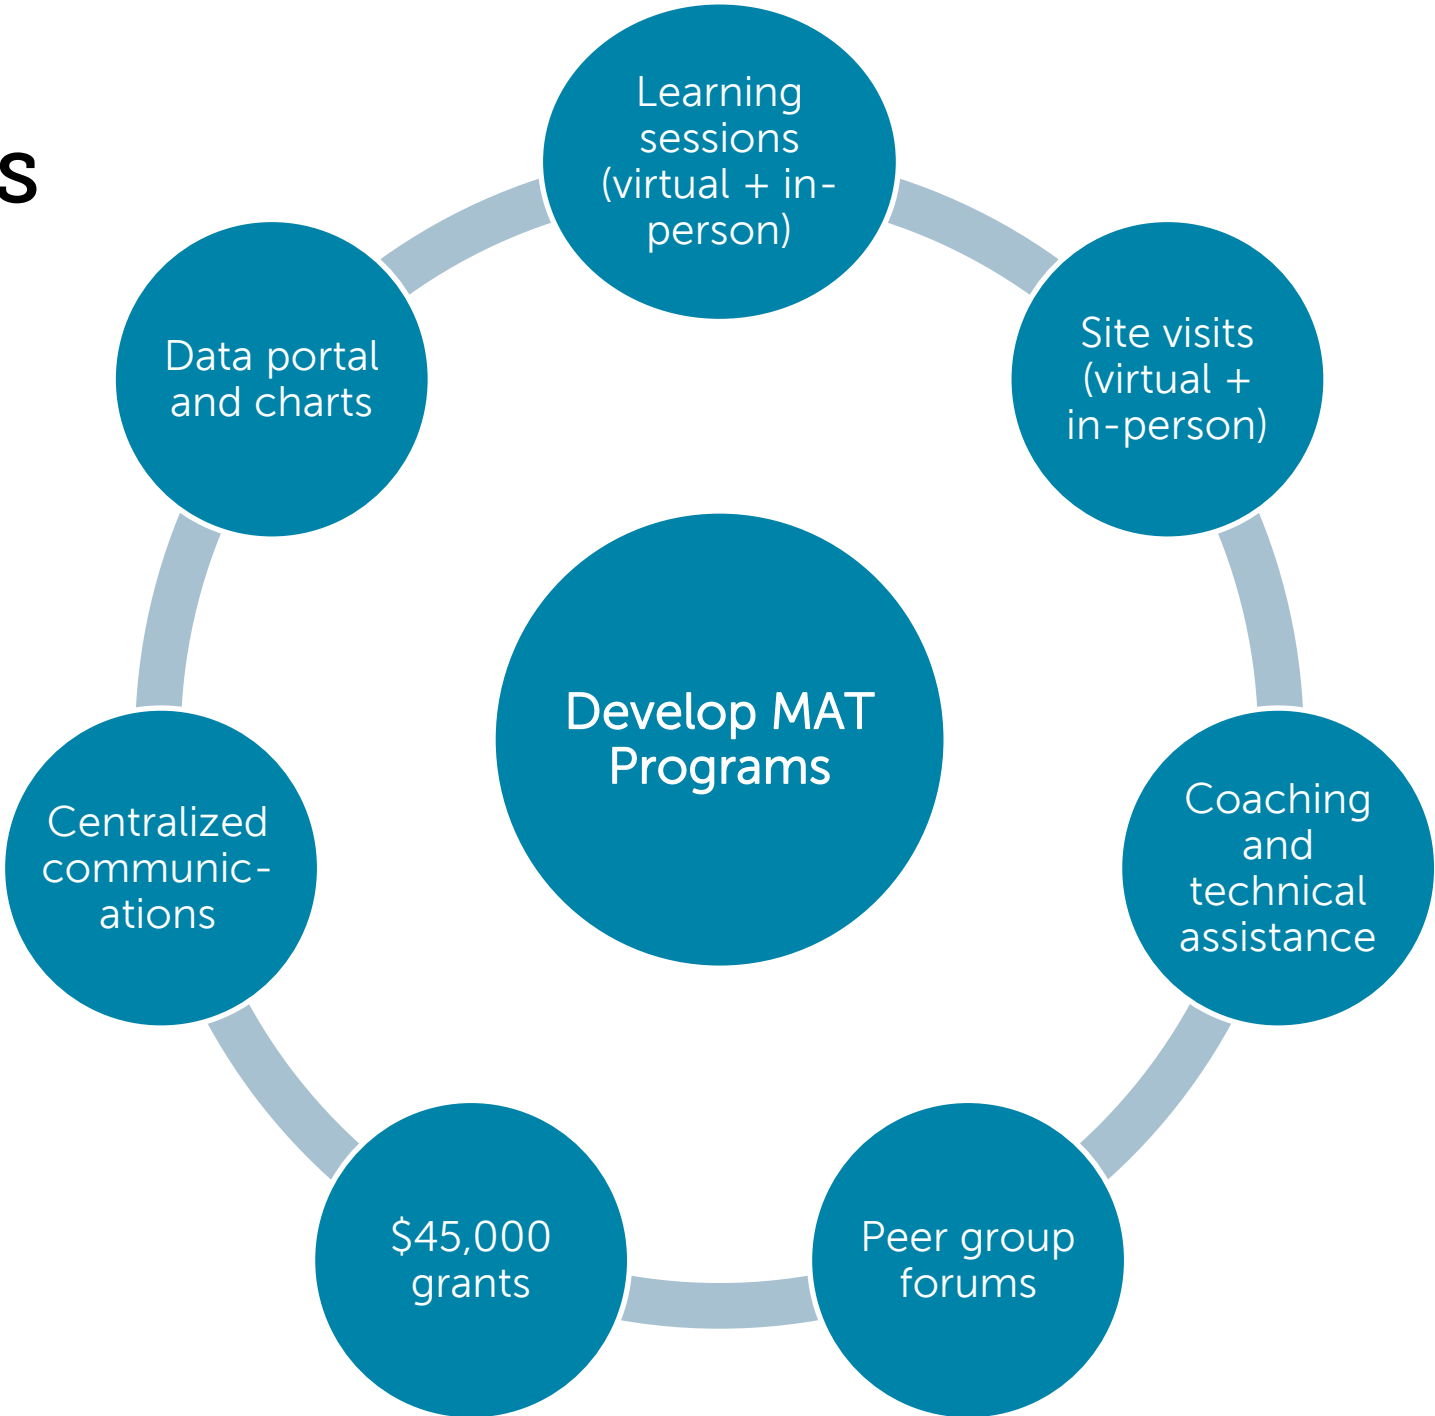 s
Learning
sessions
(virtual + in-
person)
Site visits
(virtual +
in-person)
Coaching
and
technical
assistance
Peer group
forums
$45,000
grants
Centralized
communic-
ations
Data portal
and charts
Develop MAT
Programs